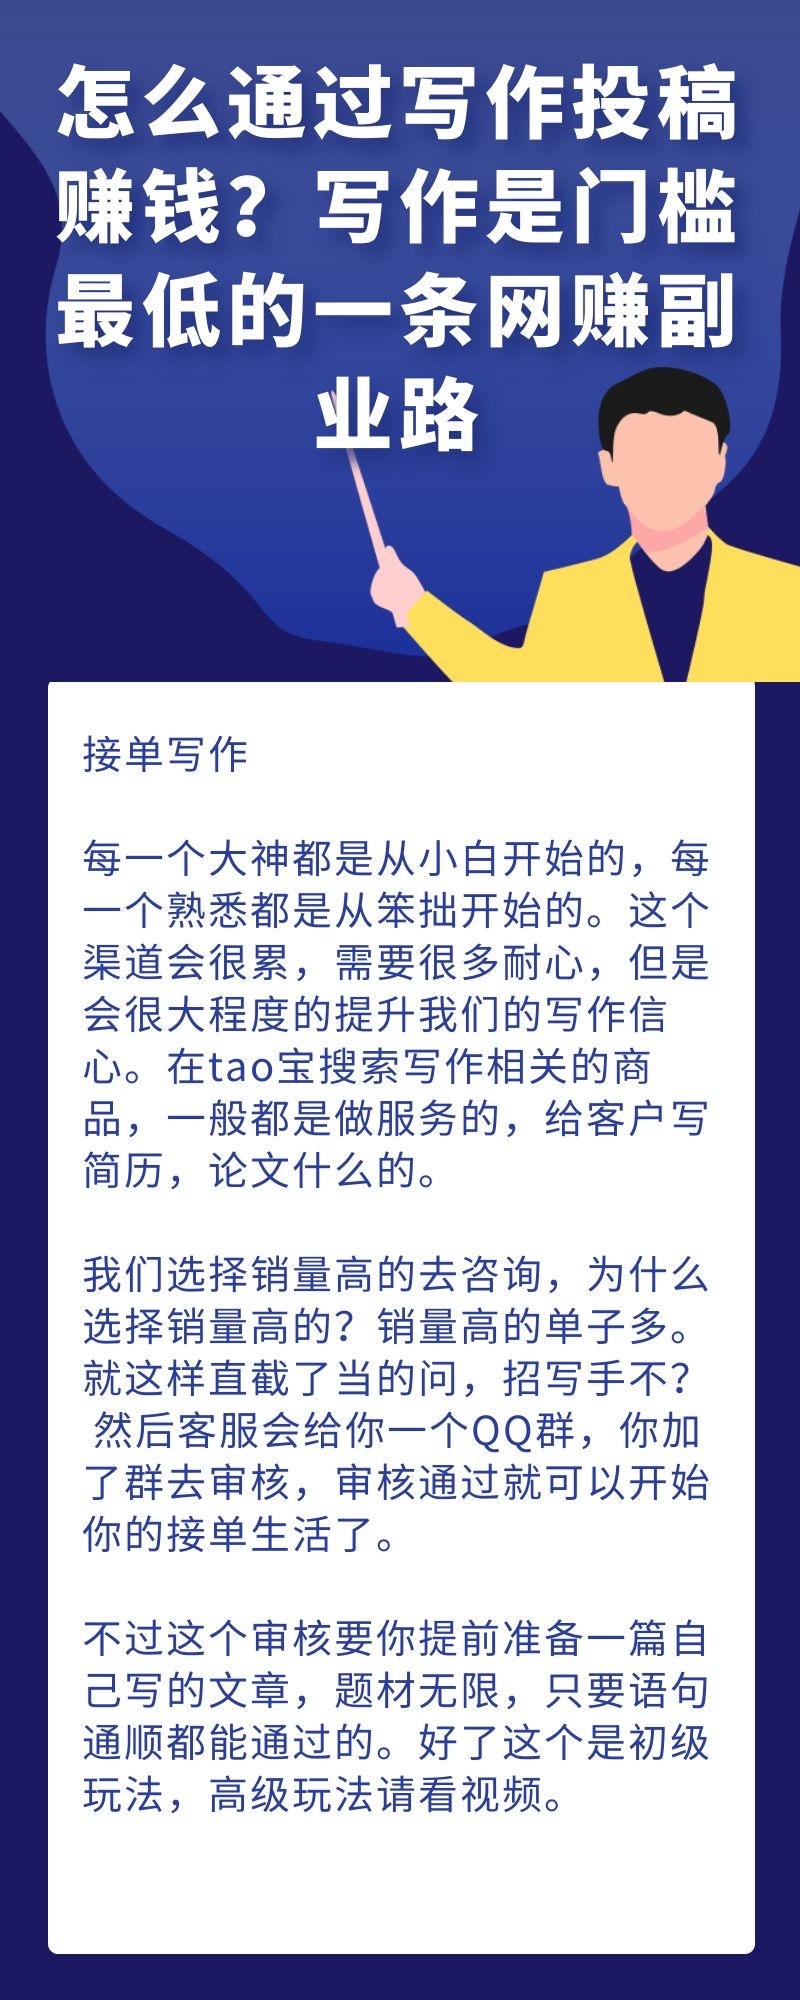 怎么通过写作投稿
赚钱？写作是门槛
最低的一条网赚副
业路
接单写作
每一个大神都是从小白开始的，每
一个熟悉都是从笨拙开始的。这个
渠道会很累，需要很多耐心，但是
会很大程度的提升我们的写作信
心。在tao宝搜索写作相关的商
品，一般都是做服务的，给客户写
简历，论文什么的。
我们选择销量高的去咨询，为什么
选择销量高的？销量高的单子多。
就这样直截了当的问，招写手不？
然后客服会给你一个QQ群，你加
了群去审核，审核通过就可以开始
你的接单生活了。
不过这个审核要你提前准备一篇自
己写的文章，题材无限，只要语句
通顺都能通过的。好了这个是初级
玩法，高级玩法请看视频。